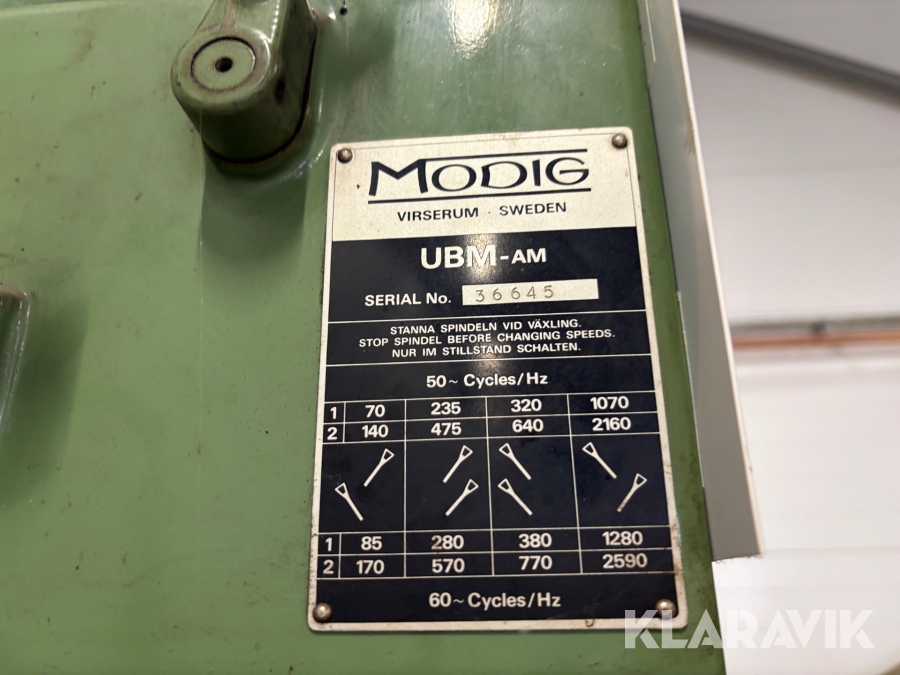 MODIG
VIRSERUM · SWEDEN
UBM-AM
SERIAL No. 36645
STANNA SPINDELN VID VÄXLING.
STOP SPINDEL BEFORE CHANGING SPEEDS.
NUR IM STILLSTAND SCHALTEN.
50~ Cycles/Hz
1 70 235 320 1070
2 140 475 640 2160
1 85 280 380 1280
2 170 570 770 2590
60~ Cycles/Hz
KLARAVIK